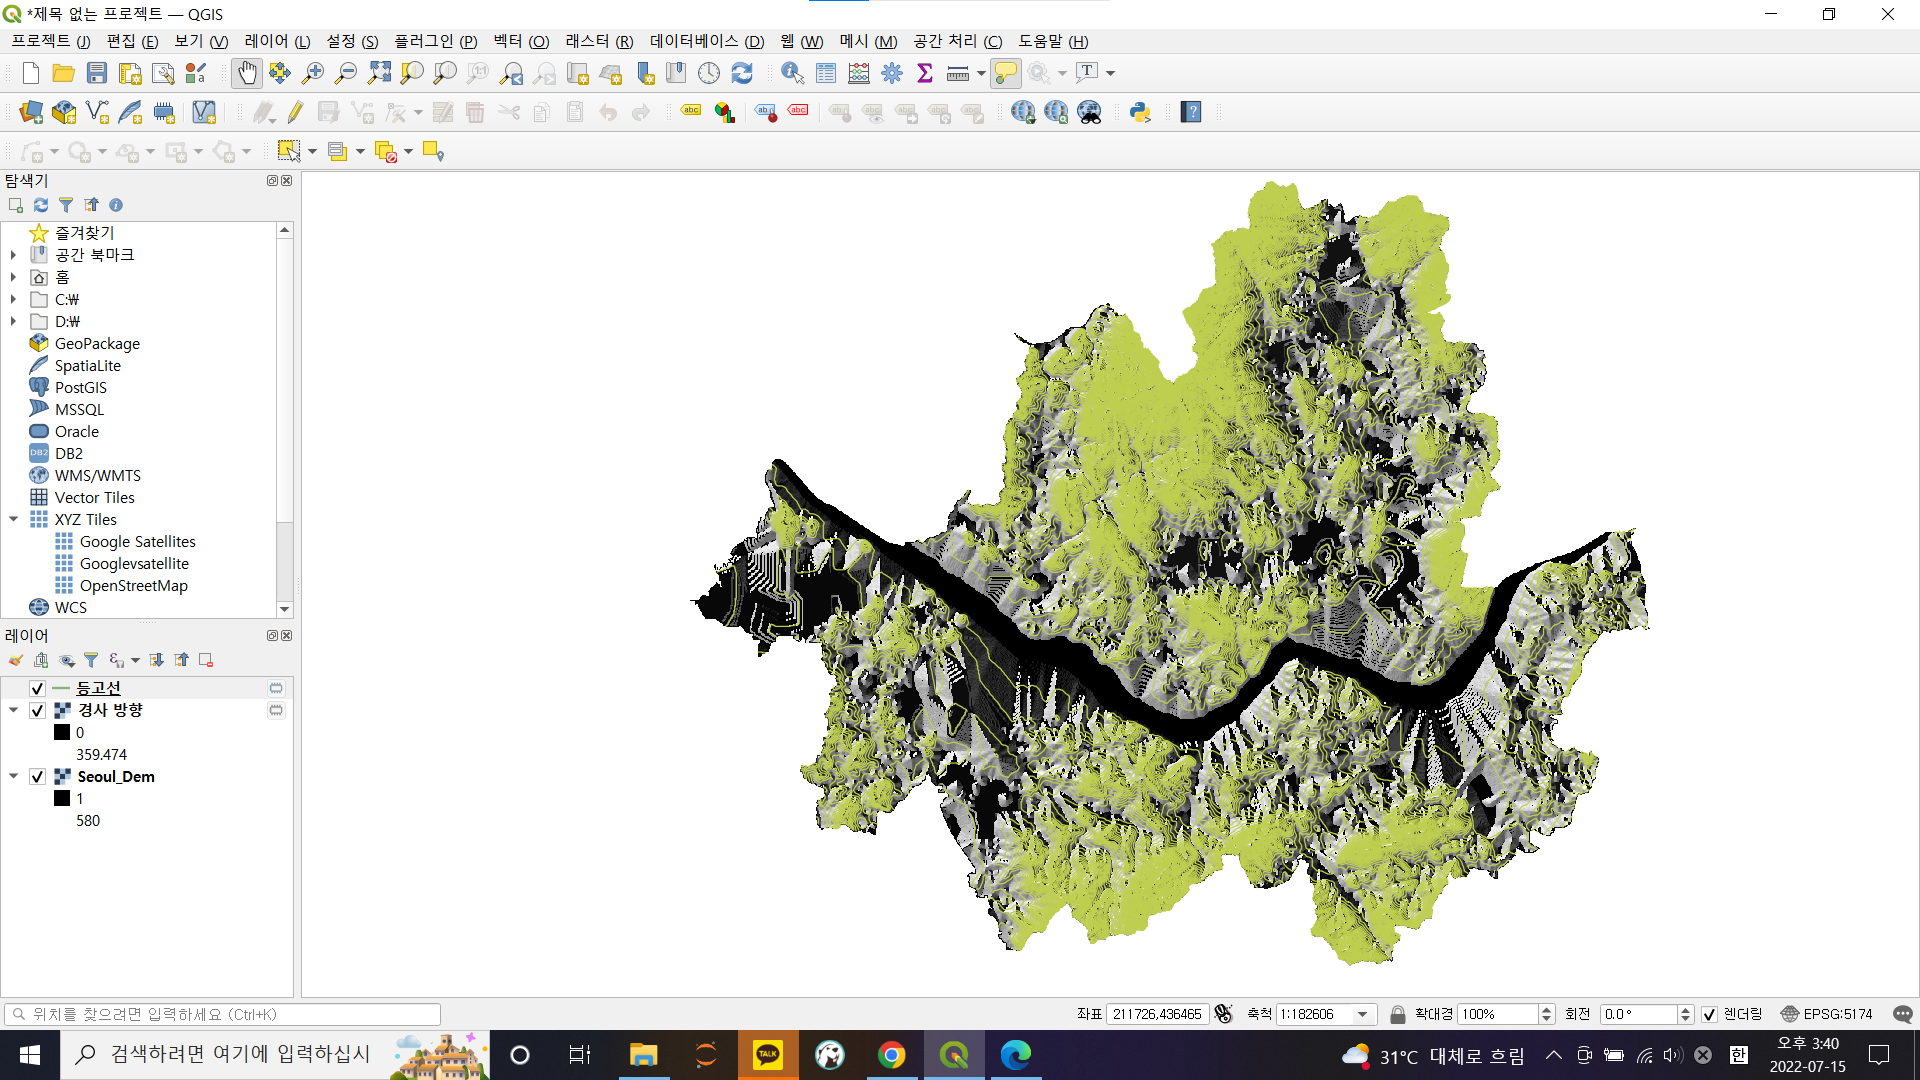 *제목 없는 프로젝트 — QGIS
프로젝트 (J) 편집 (E) 보기 (V) 레이어 (L) 설정 (S) 플러그인 (P) 벡터 (O) 래스터 (R) 데이터베이스 (D) 웹 (W) 메시 (M) 공간 처리 (C) 도움말 (H)
탐색기
즐겨찾기
공간 북마크
홈
C:₩
D:₩
GeoPackage
SpatiaLite
PostGIS
MSSQL
Oracle
DB2
WMS/WMTS
Vector Tiles
XYZ Tiles
Google Satellites
Googlevsatellite
OpenStreetMap
WCS
레이어
등고선
경사 방향
0
359.474
Seoul_Dem
1
580
위치를 찾으려면 입력하세요 (Ctrl+K)
좌표 211726,436465 축척 1:182606 확대경 100% 회전 0.0 ° 렌더링 EPSG:5174
검색하려면 여기에 입력하십시
TALK
31°C 대체로 흐림
한
오후 3:40
2022-07-15